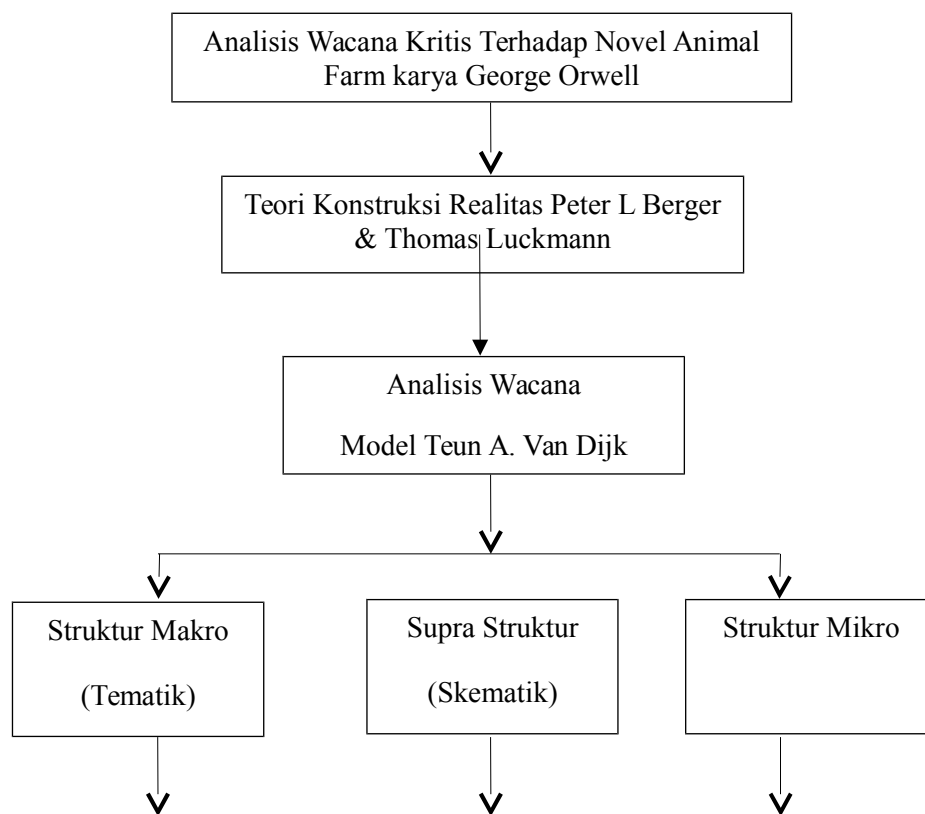 Analisis Wacana Kritis Terhadap Novel Animal
Farm karya George Orwell
Teori Konstruksi Realitas Peter L Berger
& Thomas Luckmann
Analisis Wacana
Model Teun A. Van Dijk
Struktur Makro
(Tematik)
Supra Struktur
(Skematik)
Struktur Mikro